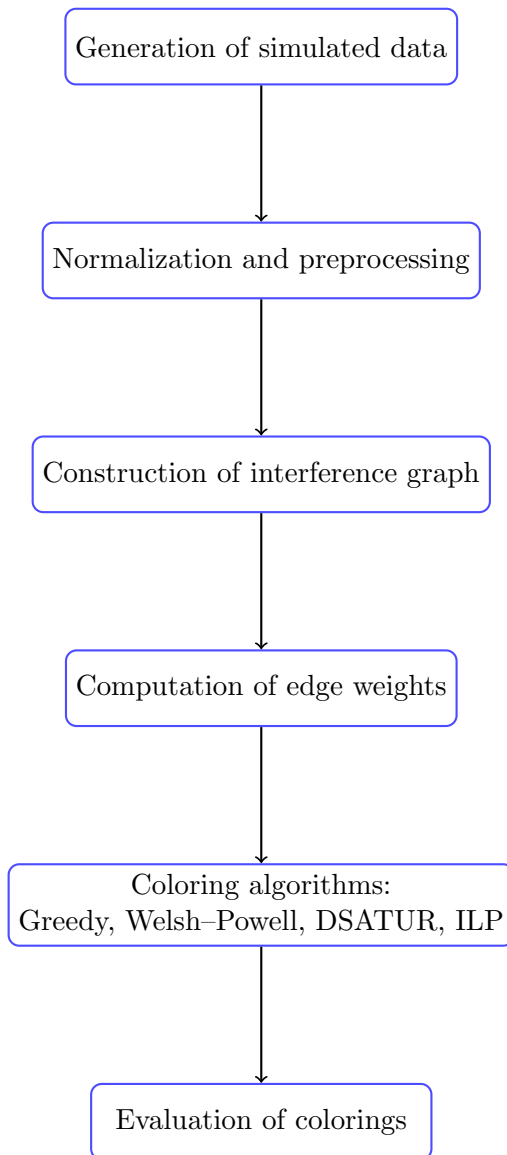 Generation of simulated data
Normalization and preprocessing
Construction of interference graph
Computation of edge weights
Coloring algorithms:
Greedy, Welsh–Powell, DSATUR, ILP
Evaluation of colorings